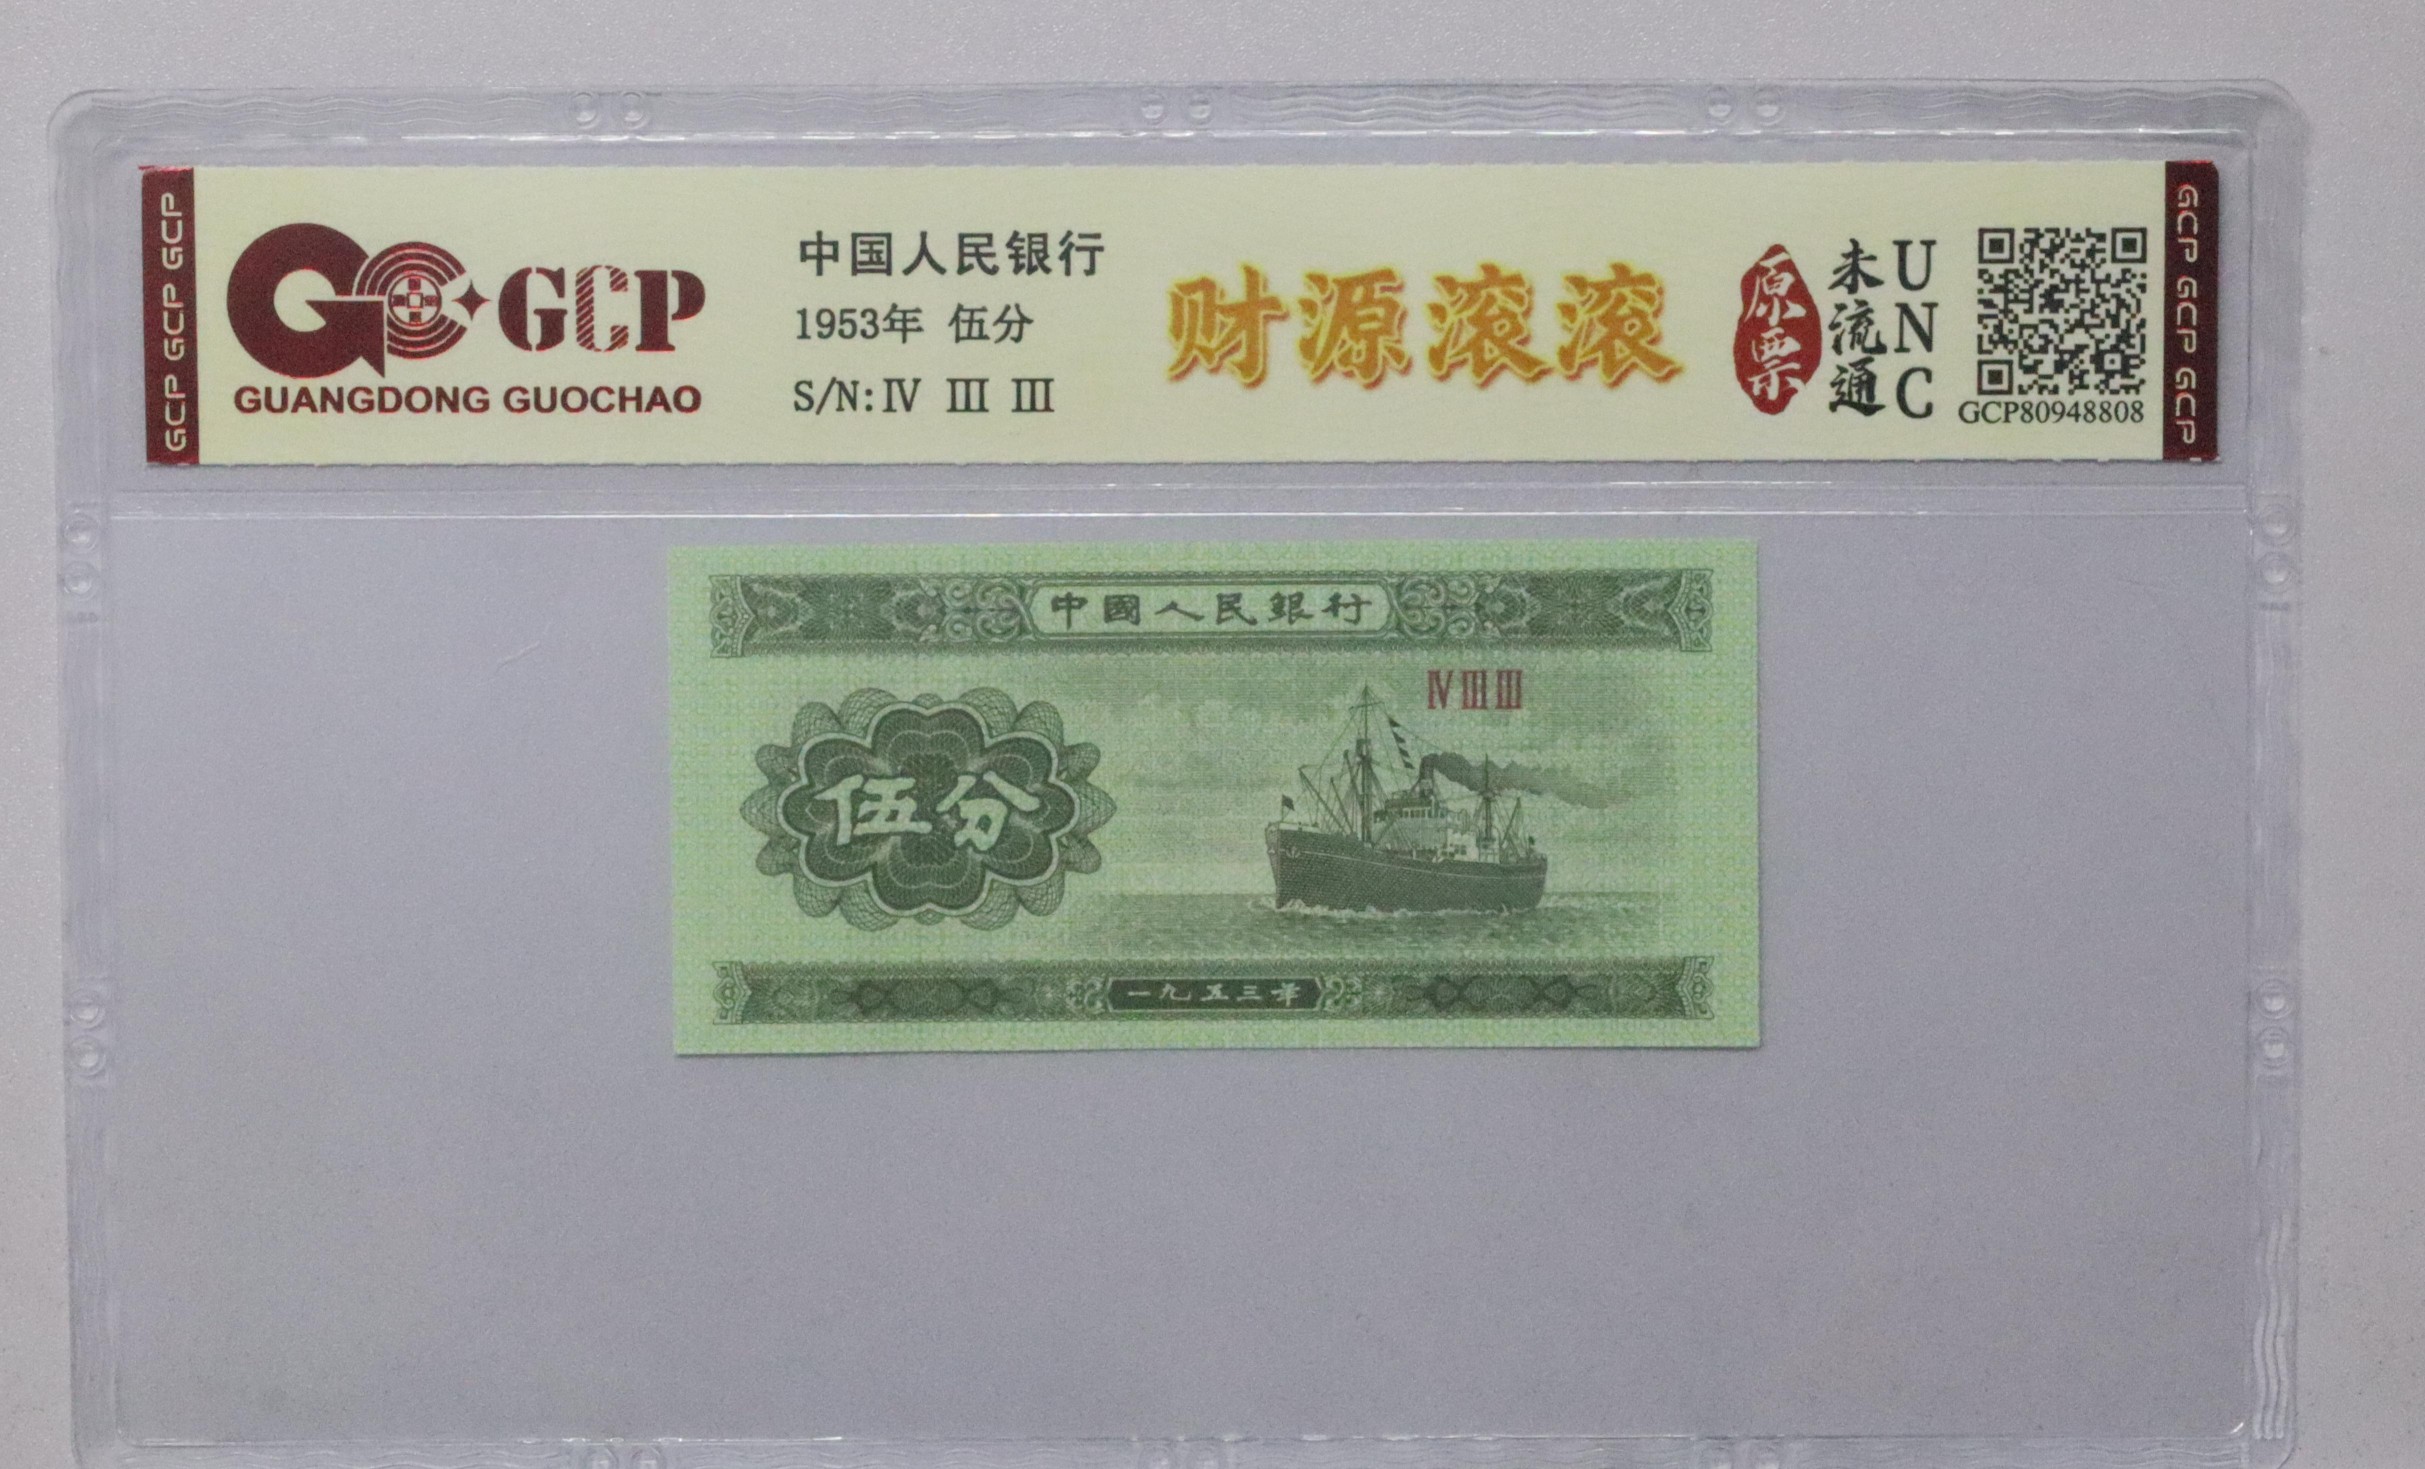 GCP GCP GCP
GCP
GUANGDONG GUOCHAO
中国人民银行
1953年 伍分
S/N: Ⅳ Ⅲ Ⅲ
财源滚滚
原票
未流通
UNC
GCP80948808
GCP GCP GCP
中國人民銀行
ⅣⅢⅢ
伍分
一九五三年